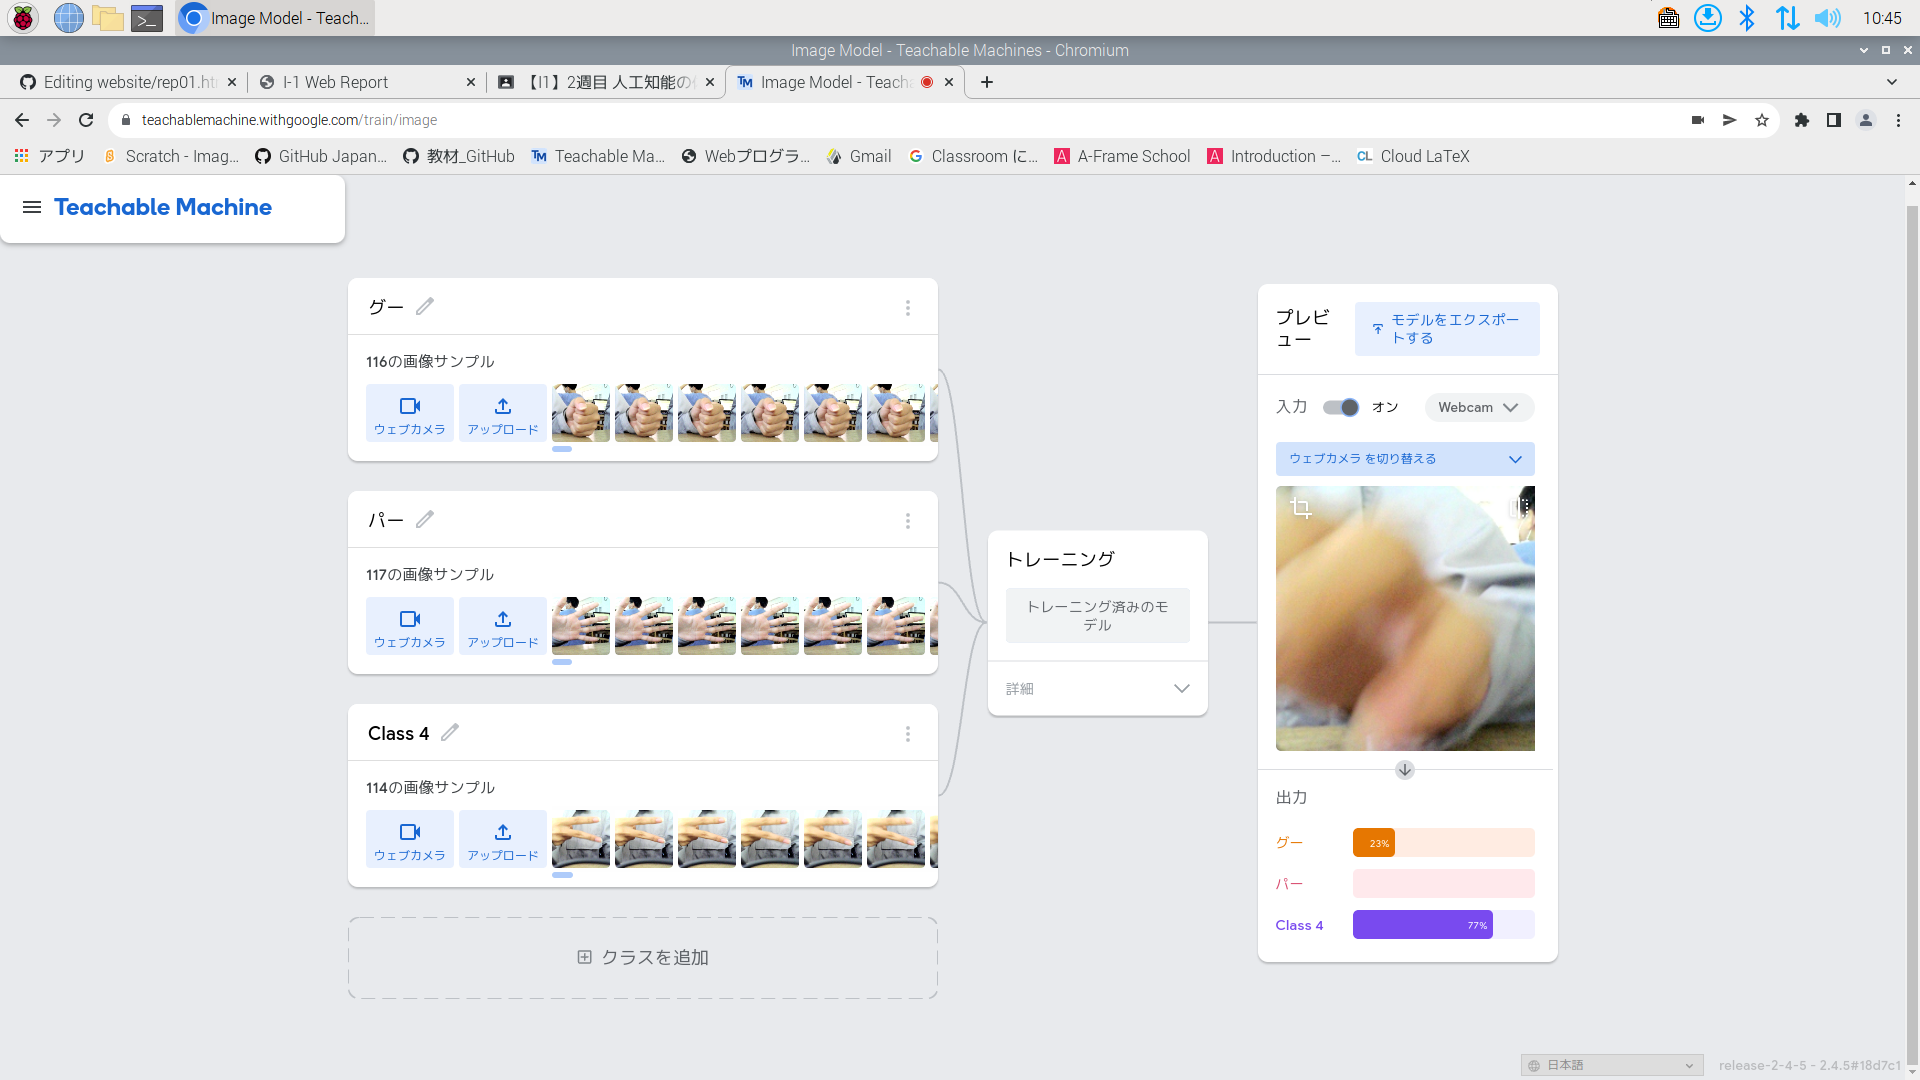 Image Model - Teach...
10:45
Image Model - Teachable Machines - Chromium
Editing website/rep01.ht
I-1 Web Report
【I1】2週目 人工知能の
Image Model - Teach
teachablemachine.withgoogle.com/train/image
アプリ
Scratch - Imag...
GitHub Japan...
教材_GitHub
Teachable Ma...
Webプログラ...
Gmail
Classroom に...
A-Frame School
Introduction –...
Cloud LaTeX
Teachable Machine
グー
116の画像サンプル
ウェブカメラ
アップロード
パー
117の画像サンプル
ウェブカメラ
アップロード
Class 4
114の画像サンプル
ウェブカメラ
アップロード
クラスを追加
トレーニング
トレーニング済みのモ
デル
詳細
プレビ
ュー
モデルをエクスポー
トする
入力
オン
Webcam
ウェブカメラ を切り替える
出力
グー
23%
パー
Class 4
77%
日本語
release-2-4-5 - 2.4.5#18d7c1